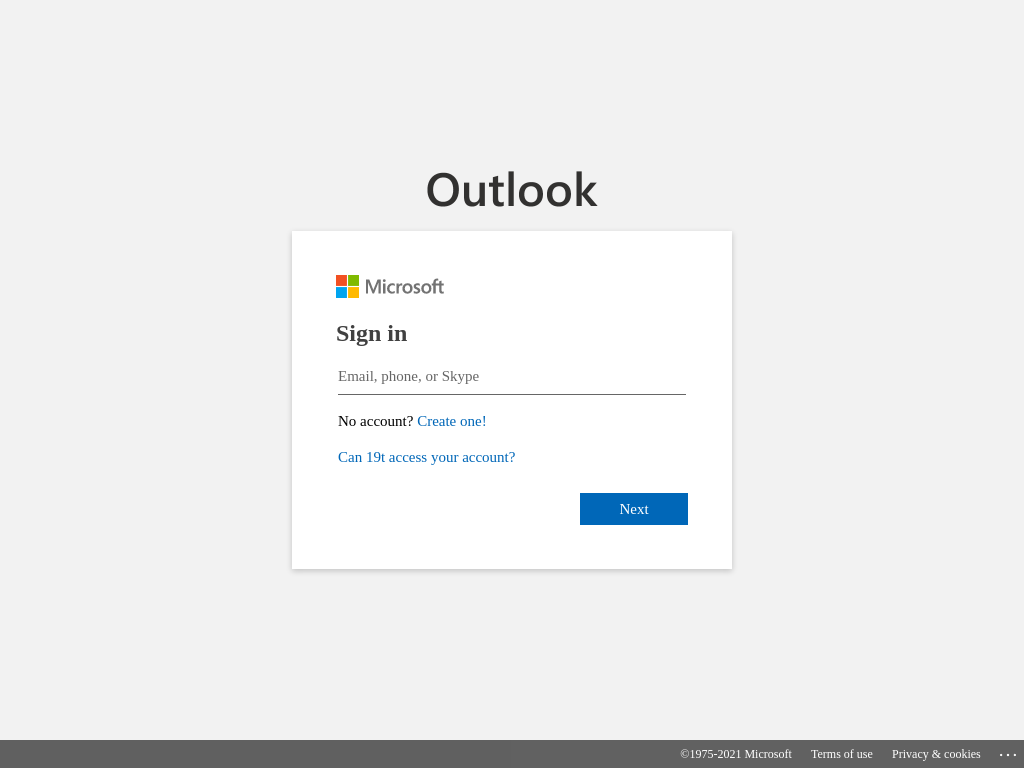 Outlook
Microsoft
Sign in
Email, phone, or Skype
No account? Create one!
Can 19t access your account?
Next
©1975-2021 Microsoft Terms of use Privacy & cookies ...